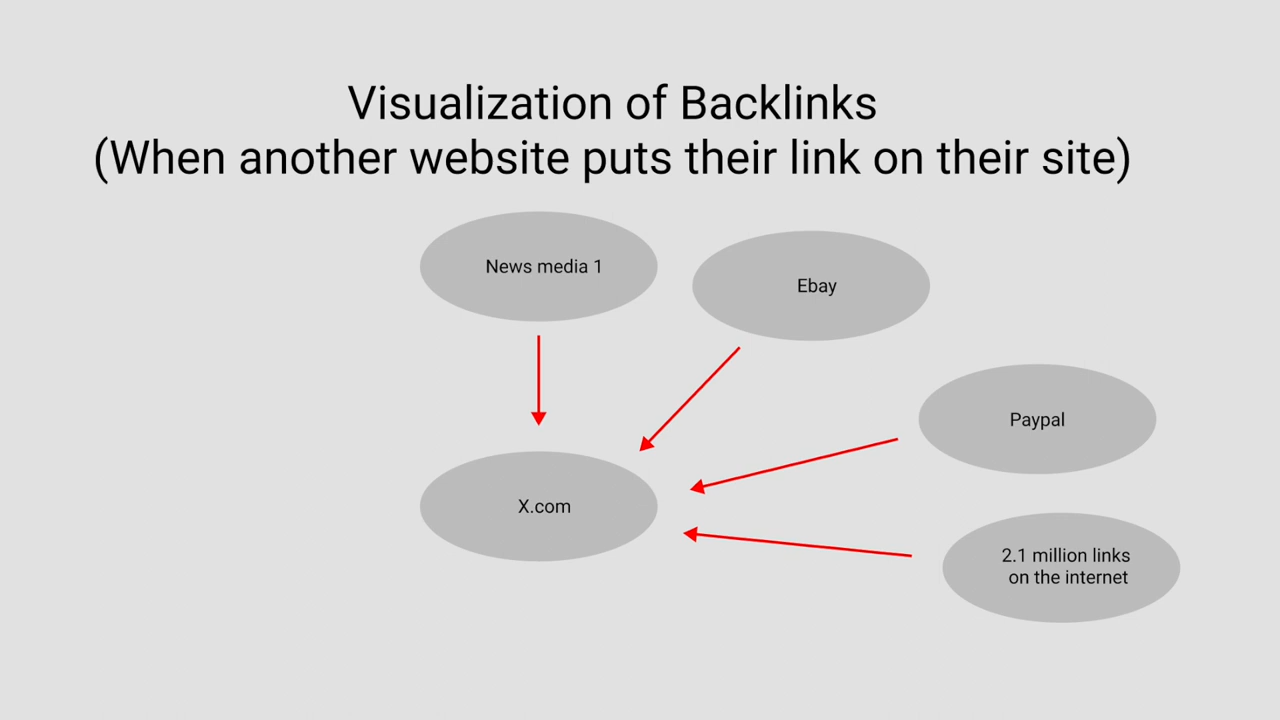 Visualization of Backlinks
(When another website puts their link on their site)
News media 1
Ebay
Paypal
X.com
2.1 million links
on the internet